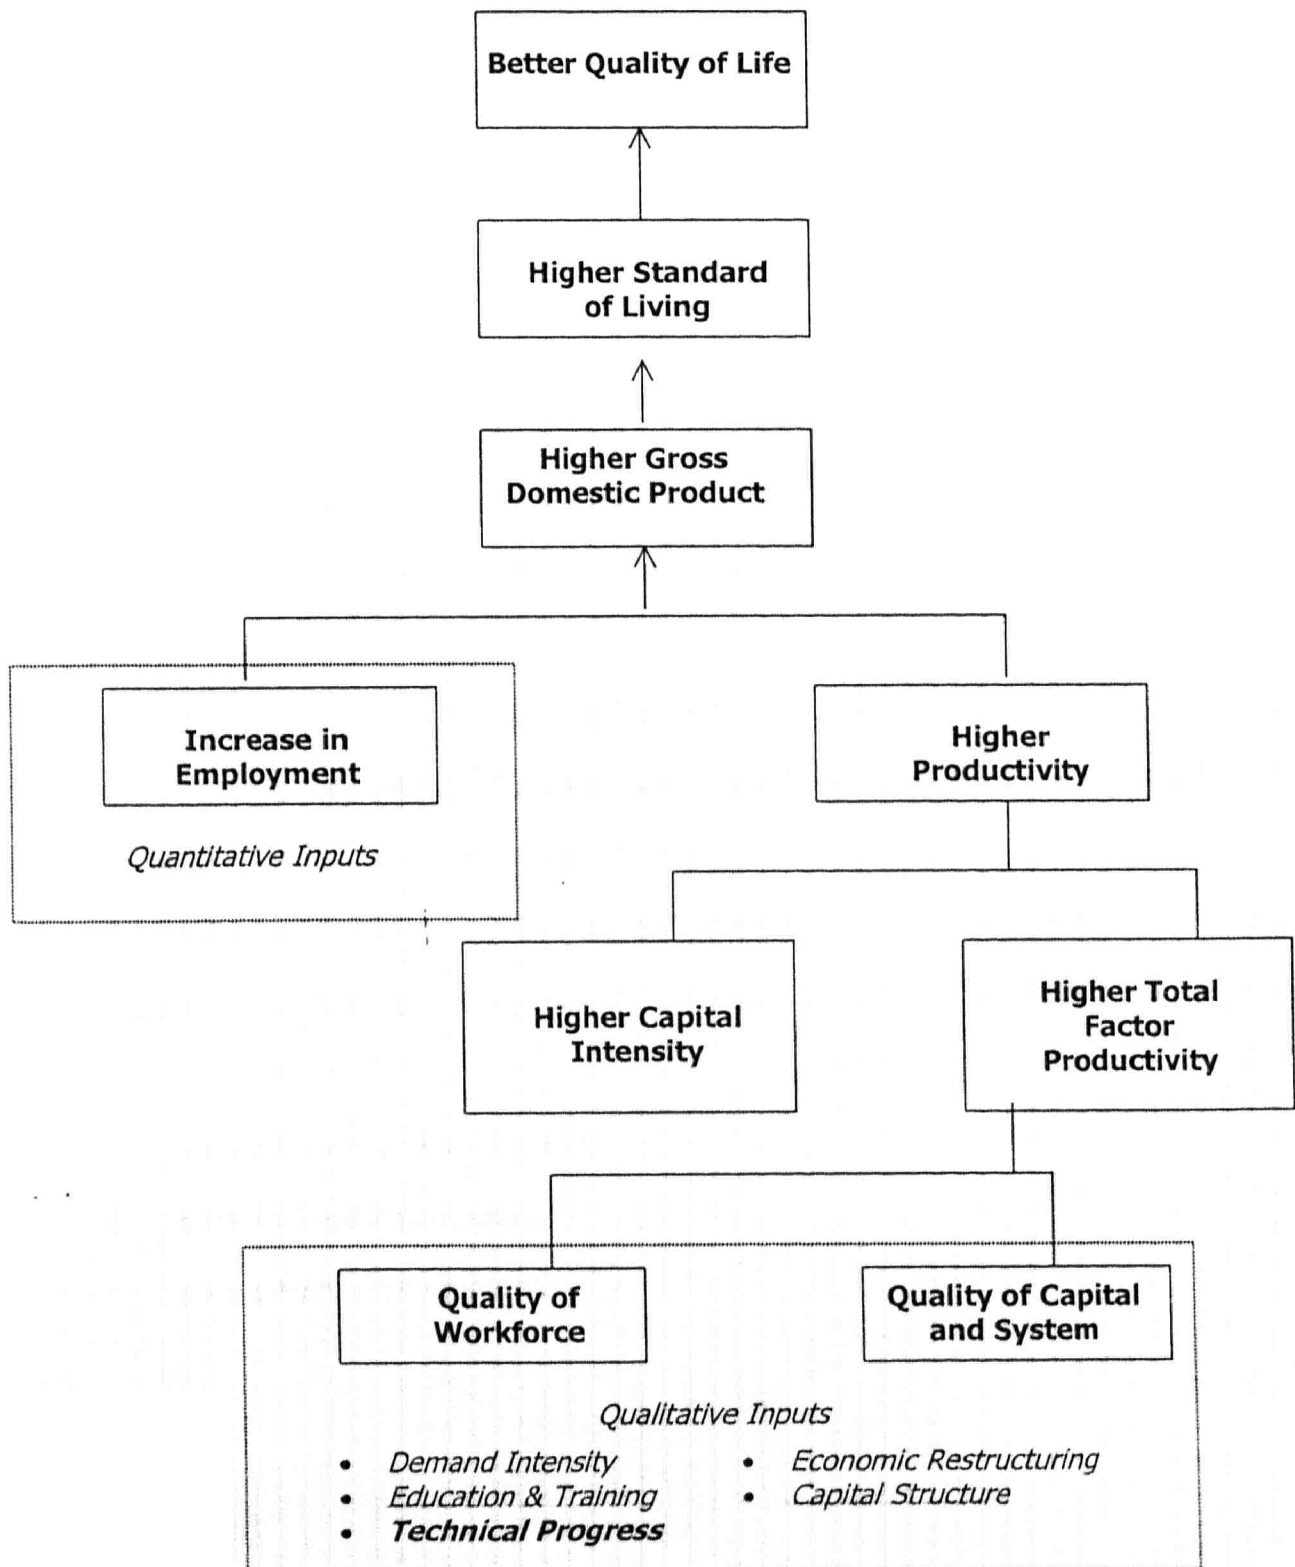 Better Quality of Life
Higher Standard
of Living
Higher Gross
Domestic Product
Increase in
Employment
Quantitative Inputs
Higher
Productivity
Higher Capital
Intensity
Higher Total
Factor
Productivity
Quality of
Workforce
Quality of Capital
and System
Qualitative Inputs
• Demand Intensity
• Education & Training
• Technical Progress
• Economic Restructuring
• Capital Structure